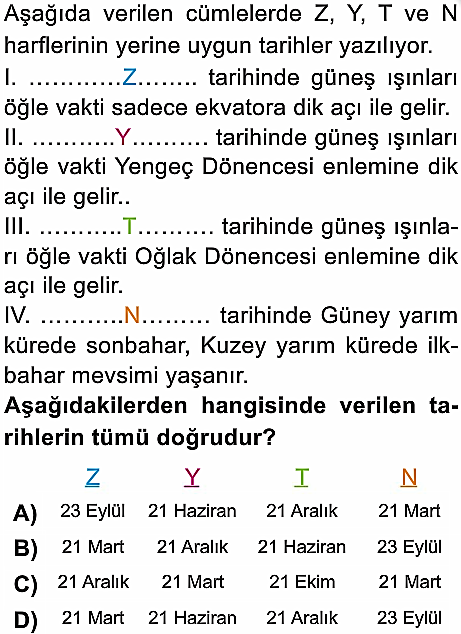 Aşağıda verilen cümlelerde Z, Y, T ve N
harflerinin yerine uygun tarihler yazılıyor.
I. ............Z........ tarihinde güneş ışınları
öğle vakti sadece ekvatora dik açı ile gelir.
II. ...........Y.......... tarihinde güneş ışınları
öğle vakti Yengeç Dönencesi enlemine dik
açı ile gelir..
III. ...........T.......... tarihinde güneş ışınla-
rı öğle vakti Oğlak Dönencesi enlemine dik
açı ile gelir.
IV. ...........N......... tarihinde Güney yarım
kürede sonbahar, Kuzey yarım kürede ilk-
bahar mevsimi yaşanır.
Aşağıdakilerden hangisinde verilen ta-
rihlerin tümü doğrudur?
Z Y T N
A) 23 Eylül 21 Haziran 21 Aralık 21 Mart
B) 21 Mart 21 Aralık 21 Haziran 23 Eylül
C) 21 Aralık 21 Mart 21 Ekim 21 Mart
D) 21 Mart 21 Haziran 21 Aralık 23 Eylül